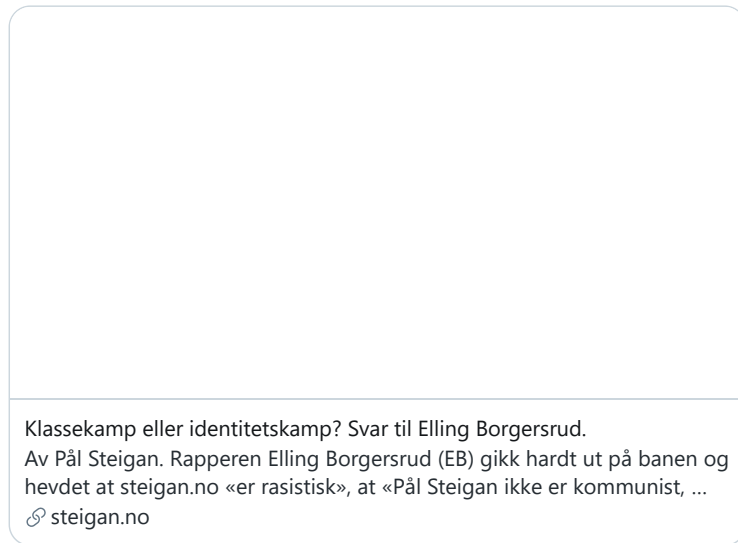 Klassekamp eller identitetskamp? Svar til Elling Borgersrud.
Av Pål Steigan. Rapperen Elling Borgersrud (EB) gikk hardt ut på banen og
hevdet at steigan.no «er rasistisk», at «Pål Steigan ikke er kommunist, ...
steigan.no